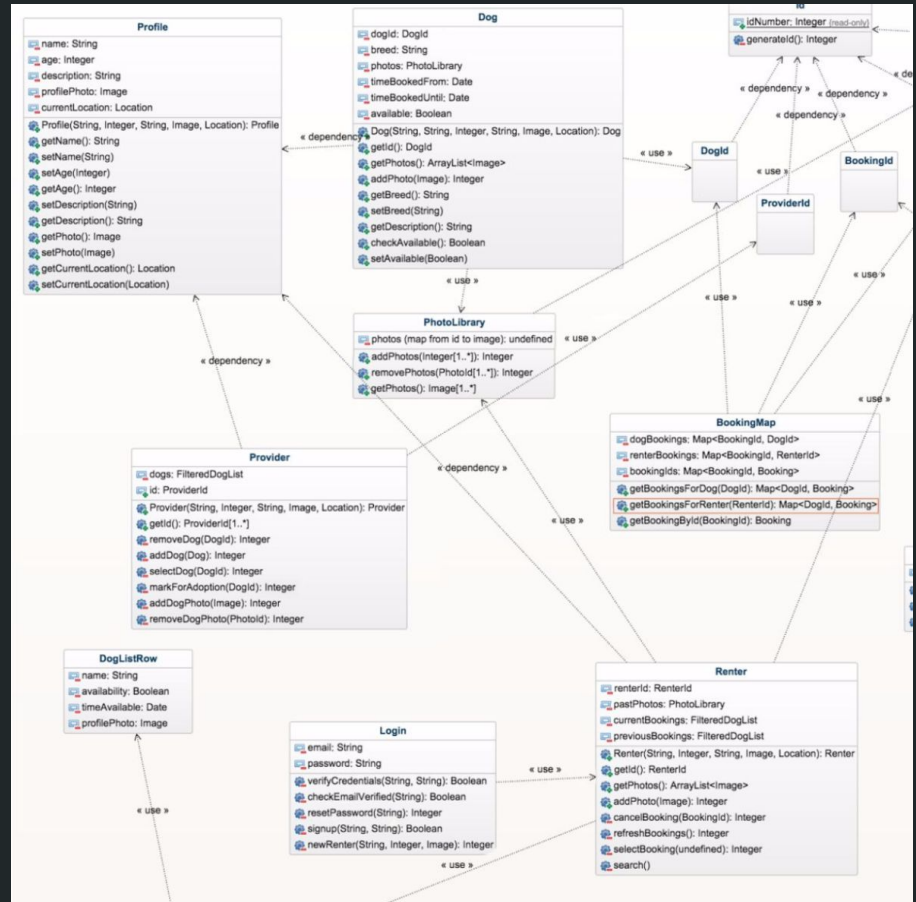 Profile
name: String
age: Integer
description: String
profilePhoto: Image
currentLocation: Location
Profile(String, Integer, String, Image, Location): Profile
getName(): String
setName(String)
setAge(Integer)
getAge(): Integer
setDescription(String)
getDescription(): String
getPhoto(): Image
setPhoto(Image)
getCurrentLocation(): Location
setCurrentLocation(Location)
« dependency»
Dog
dogId: DogId
breed: String
photos: PhotoLibrary
timeBookedFrom: Date
timeBookedUntil: Date
available: Boolean
Dog(String, String, Integer, String, Image, Location): Dog
getId(): DogId
getPhotos(): ArrayList<Image>
addPhoto(Image): Integer
getBreed(): String
setBreed(String)
getDescription(): String
checkAvailable(): Boolean
setAvailable(Boolean)
Id
idNumber: Integer (read-only)
generateId(): Integer
« de
« dependency »
« dependency »
« dependency »
« use »
DogId
« use »
BookingId
ProviderId
« use »
« use »
« use »
« use »
PhotoLibrary
photos (map from id to image): undefined
addPhotos(Integer[1..*]): Integer
removePhotos(PhotoId[1..*]): Integer
getPhotos(): Image[1..*]
« use »
« dependency »
« use »
BookingMap
dogBookings: Map<BookingId, DogId>
renterBookings: Map<BookingId, RenterId>
bookingIds: Map<BookingId, Booking>
getBookingsForDog(DogId): Map<DogId, Booking>
getBookingsForRenter(RenterId): Map<DogId, Booking>
getBookingById(BookingId): Booking
Provider
dogs: FilteredDogList
id: ProviderId
Provider(String, Integer, String, Image, Location): Provider
getId(): ProviderId[1..*]
removeDog(DogId): Integer
addDog(Dog): Integer
selectDog(DogId): Integer
markForAdoption(DogId): Integer
addDogPhoto(Image): Integer
removeDogPhoto(PhotoId): Integer
« dependency »
« use »
DogListRow
name: String
availability: Boolean
timeAvailable: Date
profilePhoto: Image
« use »
Login
email: String
password: String
verifyCredentials(String, String): Boolean
checkEmailVerified(String): Boolean
resetPassword(String): Integer
signup(String, String): Boolean
newRenter(String, Integer, Image): Integer
« use »
« use »
Renter
renterId: RenterId
pastPhotos: PhotoLibrary
currentBookings: FilteredDogList
previousBookings: FilteredDogList
Renter(String, Integer, String, Image, Location): Renter
getId(): RenterId
getPhotos(): ArrayList<Image>
addPhoto(Image): Integer
cancelBooking(BookingId): Integer
refreshBookings(): Integer
selectBooking(undefined): Integer
search()